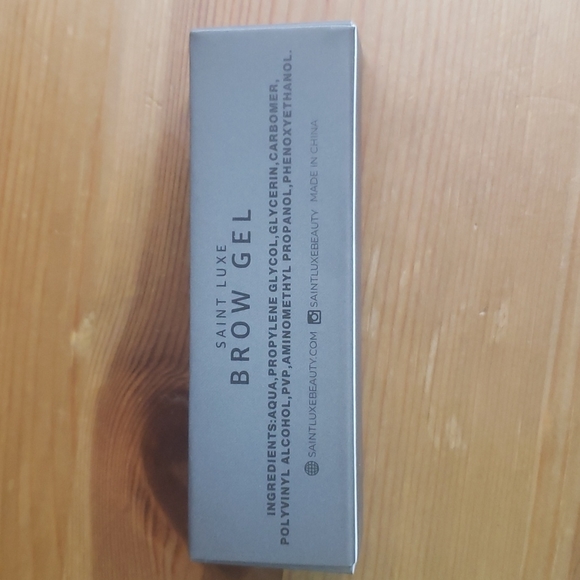 SAINT LUXE
BROW GEL
INGREDIENTS:AQUA,PROPYLENE GLYCOL,GLYCERIN,CARBOMER,
POLYVINYL ALCOHOL,PVP,AMINOMETHYL PROPANOL,PHENOXYETHANOL.
SAINTLUXEBEAUTY.COM SAINTLUXEBEAUTY MADE IN CHINA